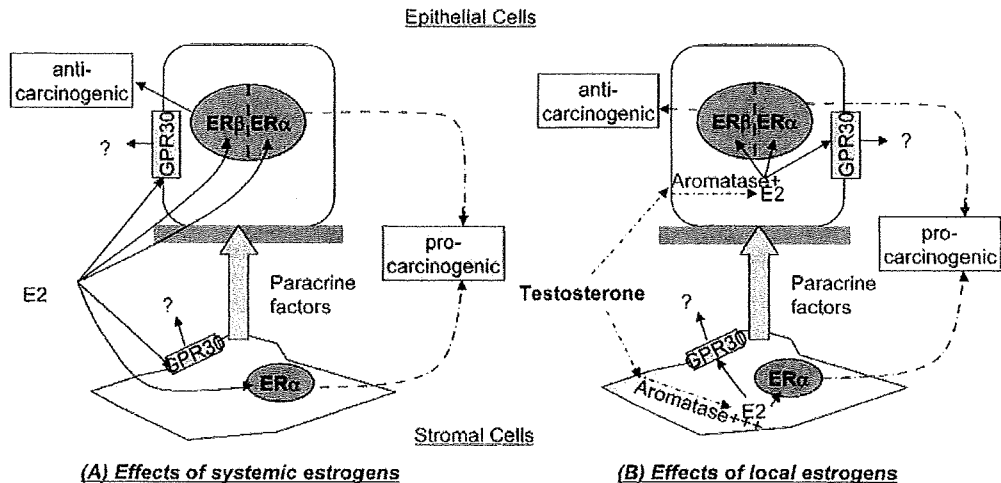 Epithelial Cells
anti-
carcinogenic
ERβ ERα
GPR30
?
E2
pro-
carcinogenic
Paracrine
factors
?
GPR30
ERα
(A) Effects of systemic estrogens
anti-
carcinogenic
ERβ ERα
GPR30
?
Aromatase+
E2
pro-
carcinogenic
Testosterone
Paracrine
factors
?
GPR30
ERα
E2
Aromatase+++
Stromal Cells
(B) Effects of local estrogens